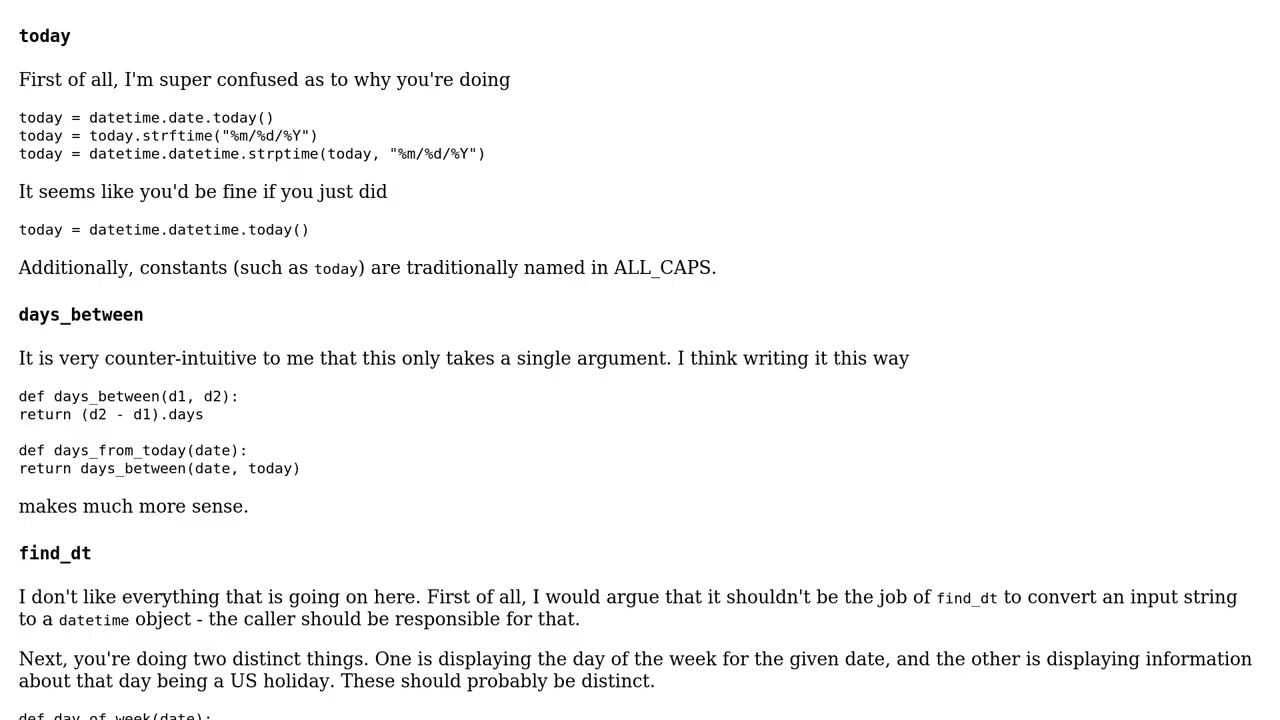 today
First of all, I'm super confused as to why you're doing
today = datetime.date.today()
today = today.strftime("%m/%d/%Y")
today = datetime.datetime.strptime(today, "%m/%d/%Y")
It seems like you'd be fine if you just did
today = datetime.datetime.today()
Additionally, constants (such as today) are traditionally named in ALL_CAPS.
days_between
It is very counter-intuitive to me that this only takes a single argument. I think writing it this way
def days_between(d1, d2):
return (d2 - d1).days
def days_from_today(date):
return days_between(date, today)
makes much more sense.
find_dt
I don't like everything that is going on here. First of all, I would argue that it shouldn't be the job of find_dt to convert an input string
to a datetime object - the caller should be responsible for that.
Next, you're doing two distinct things. One is displaying the day of the week for the given date, and the other is displaying information
about that day being a US holiday. These should probably be distinct.
def day_of_week(date):